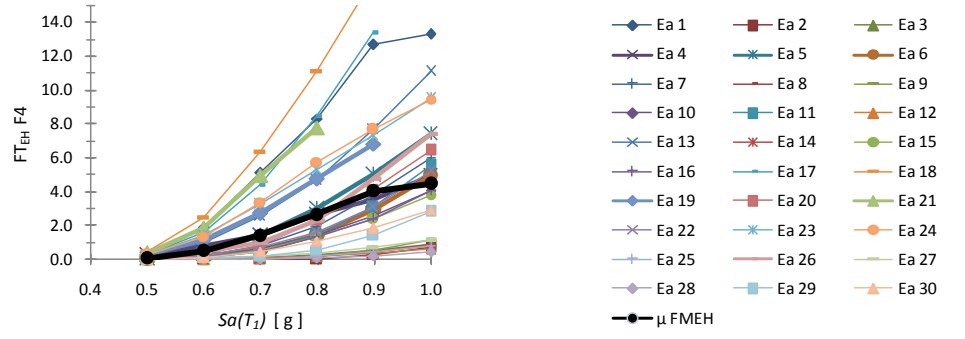 14.0
12.0
10.0
8.0
6.0
4.0
2.0
0.0
FT_EH F4
0.4 0.5 0.6 0.7 0.8 0.9 1.0
Sa(T₁) [ g ]
Ea 1 Ea 2 Ea 3
Ea 4 Ea 5 Ea 6
Ea 7 Ea 8 Ea 9
Ea 10 Ea 11 Ea 12
Ea 13 Ea 14 Ea 15
Ea 16 Ea 17 Ea 18
Ea 19 Ea 20 Ea 21
Ea 22 Ea 23 Ea 24
Ea 25 Ea 26 Ea 27
Ea 28 Ea 29 Ea 30
µ FMEH